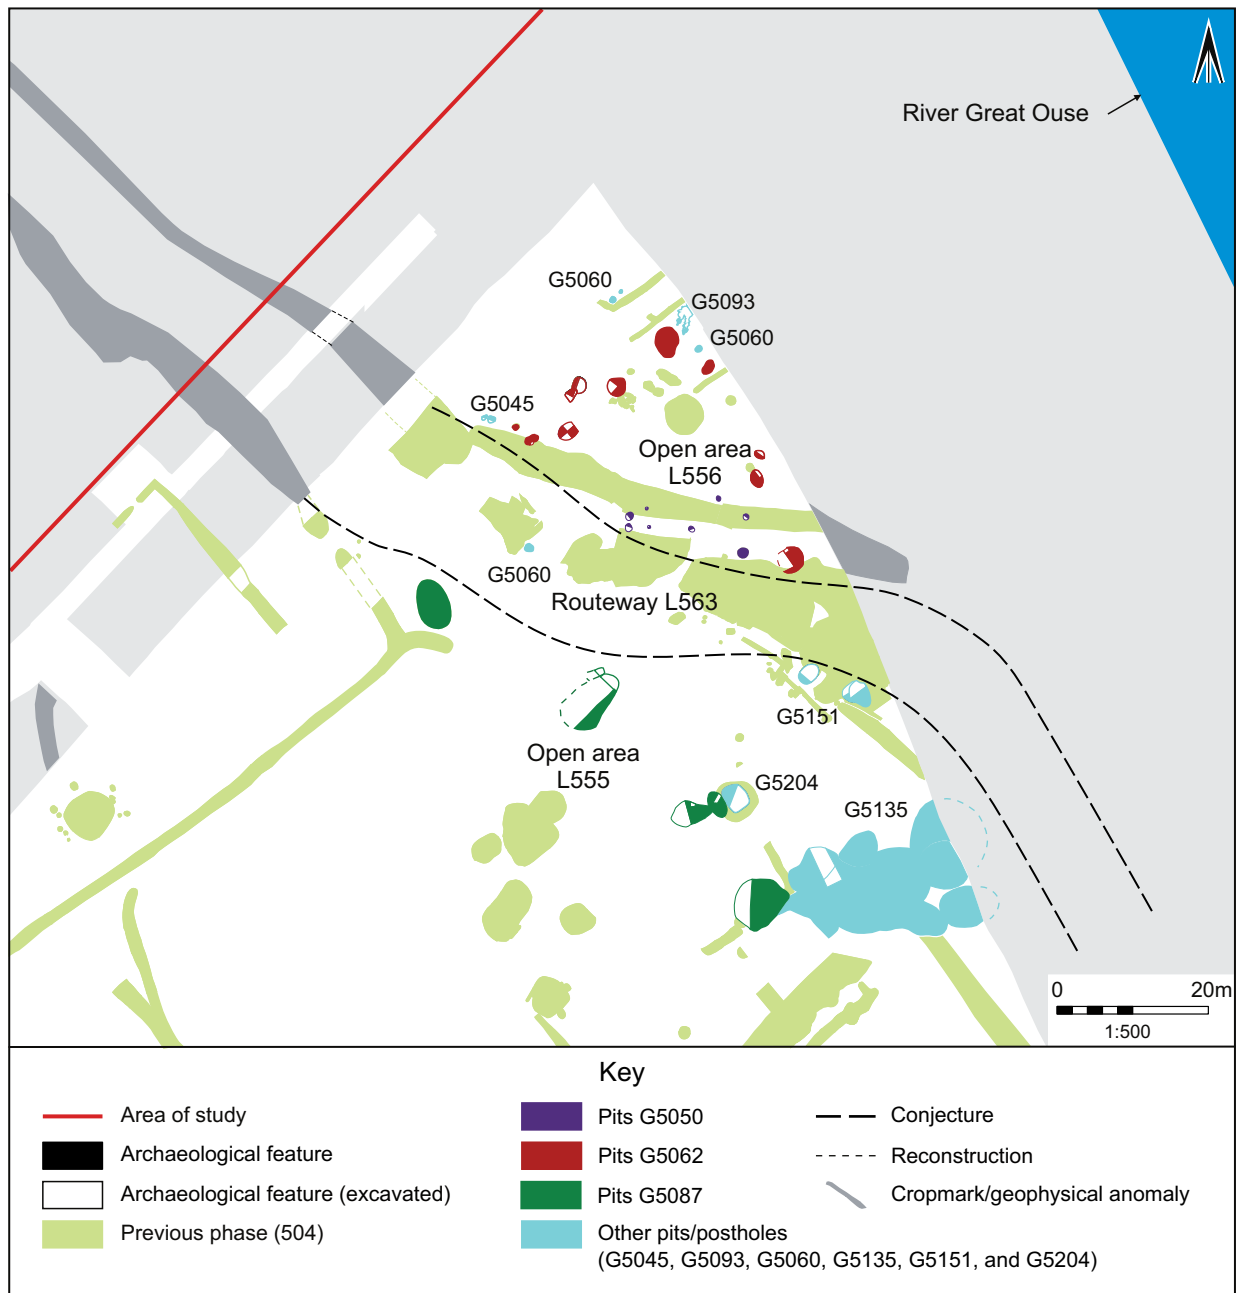 River Great Ouse
G5060
G5093
G5060
G5045
Open area
L556
G5060
Routeway L563
G5151
Open area
L555
G5204
G5135
0 20m
1:500
Key
Area of study
Archaeological feature
Archaeological feature (excavated)
Previous phase (504)
Pits G5050
Pits G5062
Pits G5087
Other pits/postholes
(G5045, G5093, G5060, G5135, G5151, and G5204)
Conjecture
Reconstruction
Cropmark/geophysical anomaly